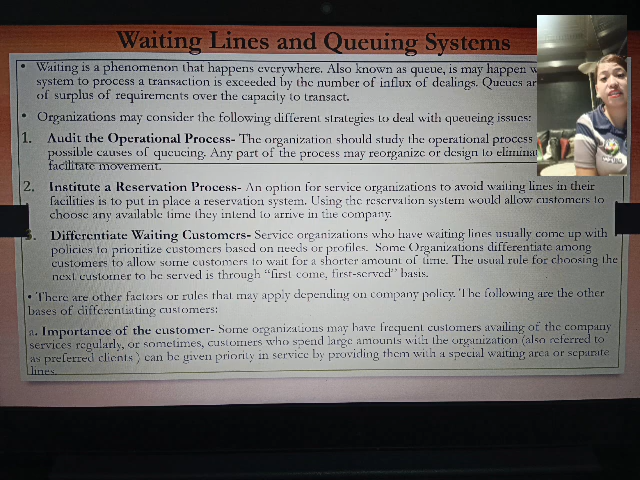 Waiting Lines and Queuing Systems
• Waiting is a phenomenon that happens everywhere. Also known as queue, is may happen
system to process a transaction is exceeded by the number of influx of dealings. Queues
of surplus of requirements over the capacity to transact.
• Organizations may consider the following different strategies to deal with queueing issues:
1. Audit the Operational Process- The organization should study the operational process
possible causes of queueing. Any part of the process may reorganize or design to
facilitate movement.
2. Institute a Reservation Process- An option for service organizations to avoid waiting lines in their
facilities is to put in place a reservation system. Using the reservation system would allow customers to
choose any available time they intend to arrive in the company.
3. Differentiate Waiting Customers- Service organizations who have waiting lines usually come up with
policies to prioritize customers based on needs or profiles. Some Organizations differentiate among
customers to allow some customers to wait for a shorter amount of time. The usual rule for choosing the
next customer to be served is through “first come, first-served” basis.
• There are other factors or rules that may apply depending on company policy. The following are the other
bases of differentiating customers:
a. Importance of the customer- Some organizations may have frequent customers availing of the company
services regularly, or sometimes, customers who spend large amounts with the organization (also referred to
as preferred clients ) can be given priority in service by providing them with a special waiting area or separate
lines.